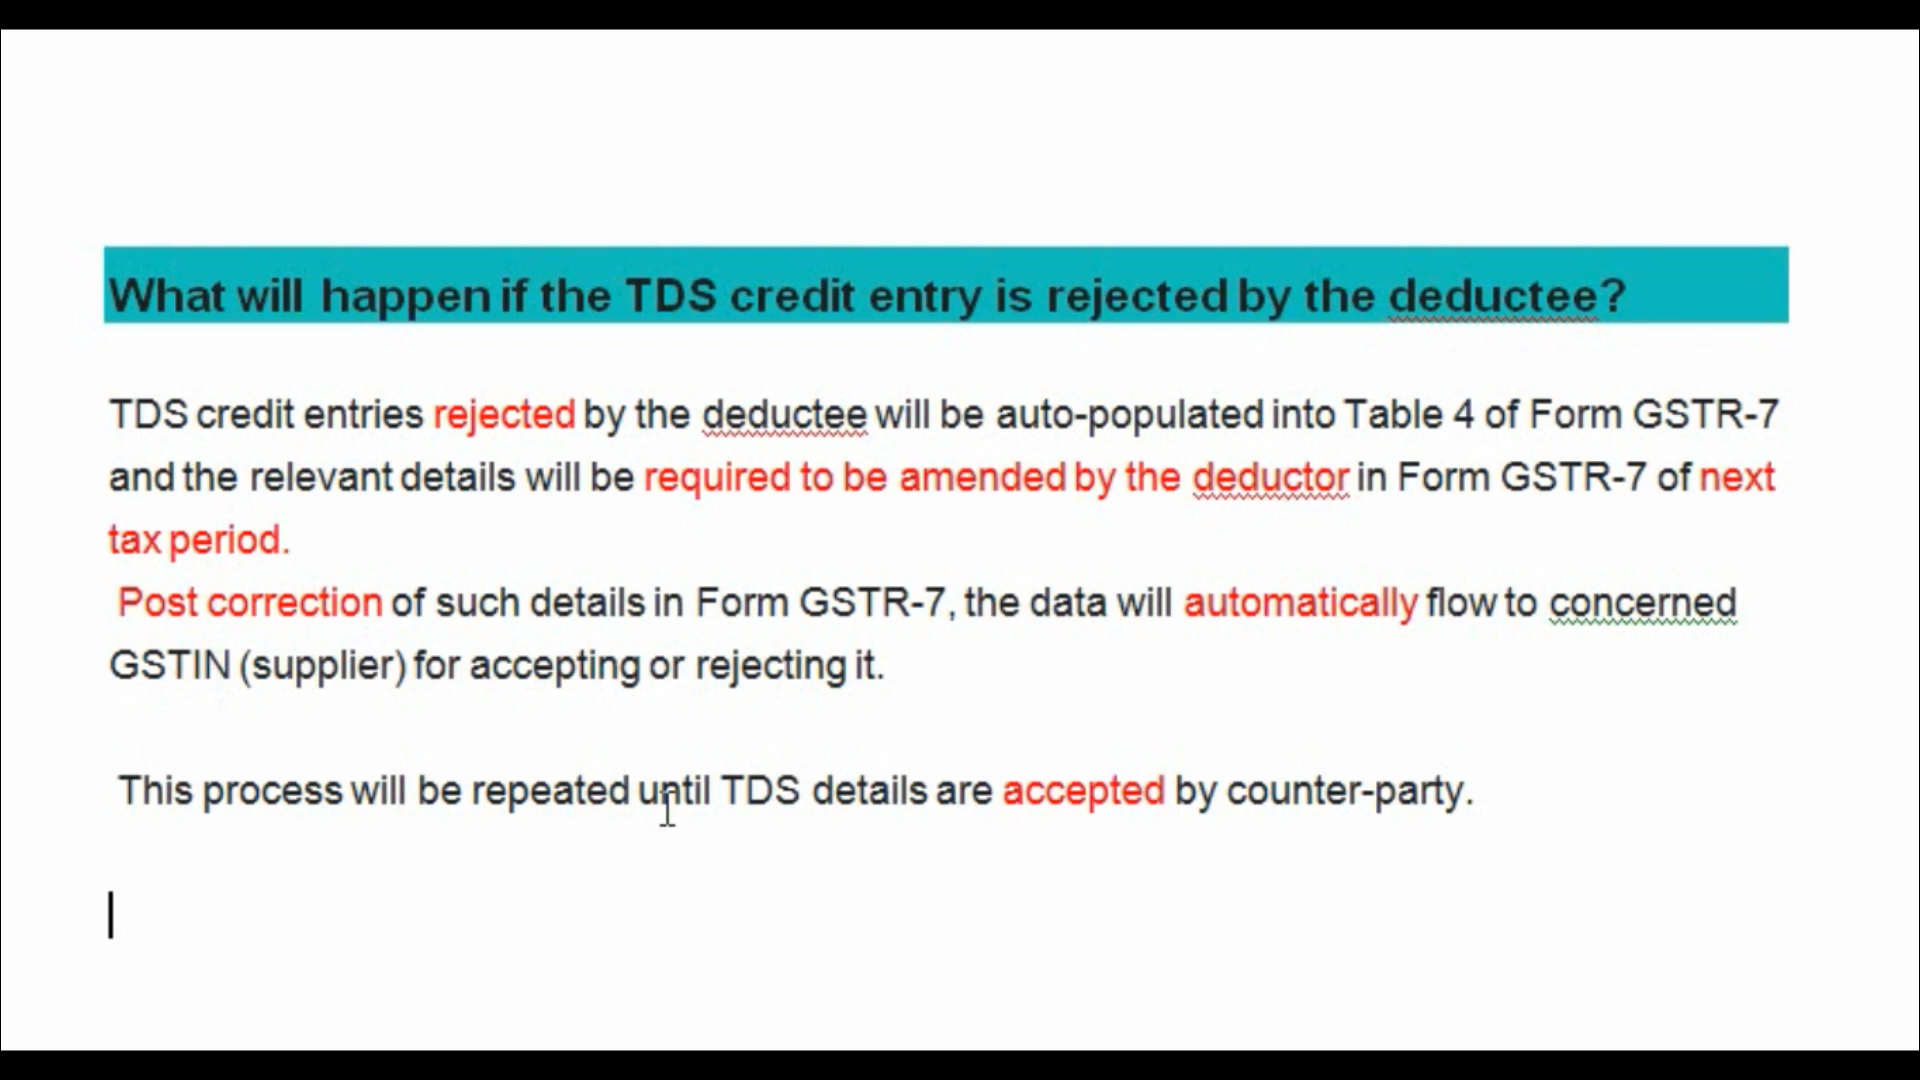 What will happen if the TDS credit entry is rejected by the deductee?
TDS credit entries rejected by the deductee will be auto-populated into Table 4 of Form GSTR-7
and the relevant details will be required to be amended by the deductor in Form GSTR-7 of next
tax period.
Post correction of such details in Form GSTR-7, the data will automatically flow to concerned
GSTIN (supplier) for accepting or rejecting it.
This process will be repeated until TDS details are accepted by counter-party.